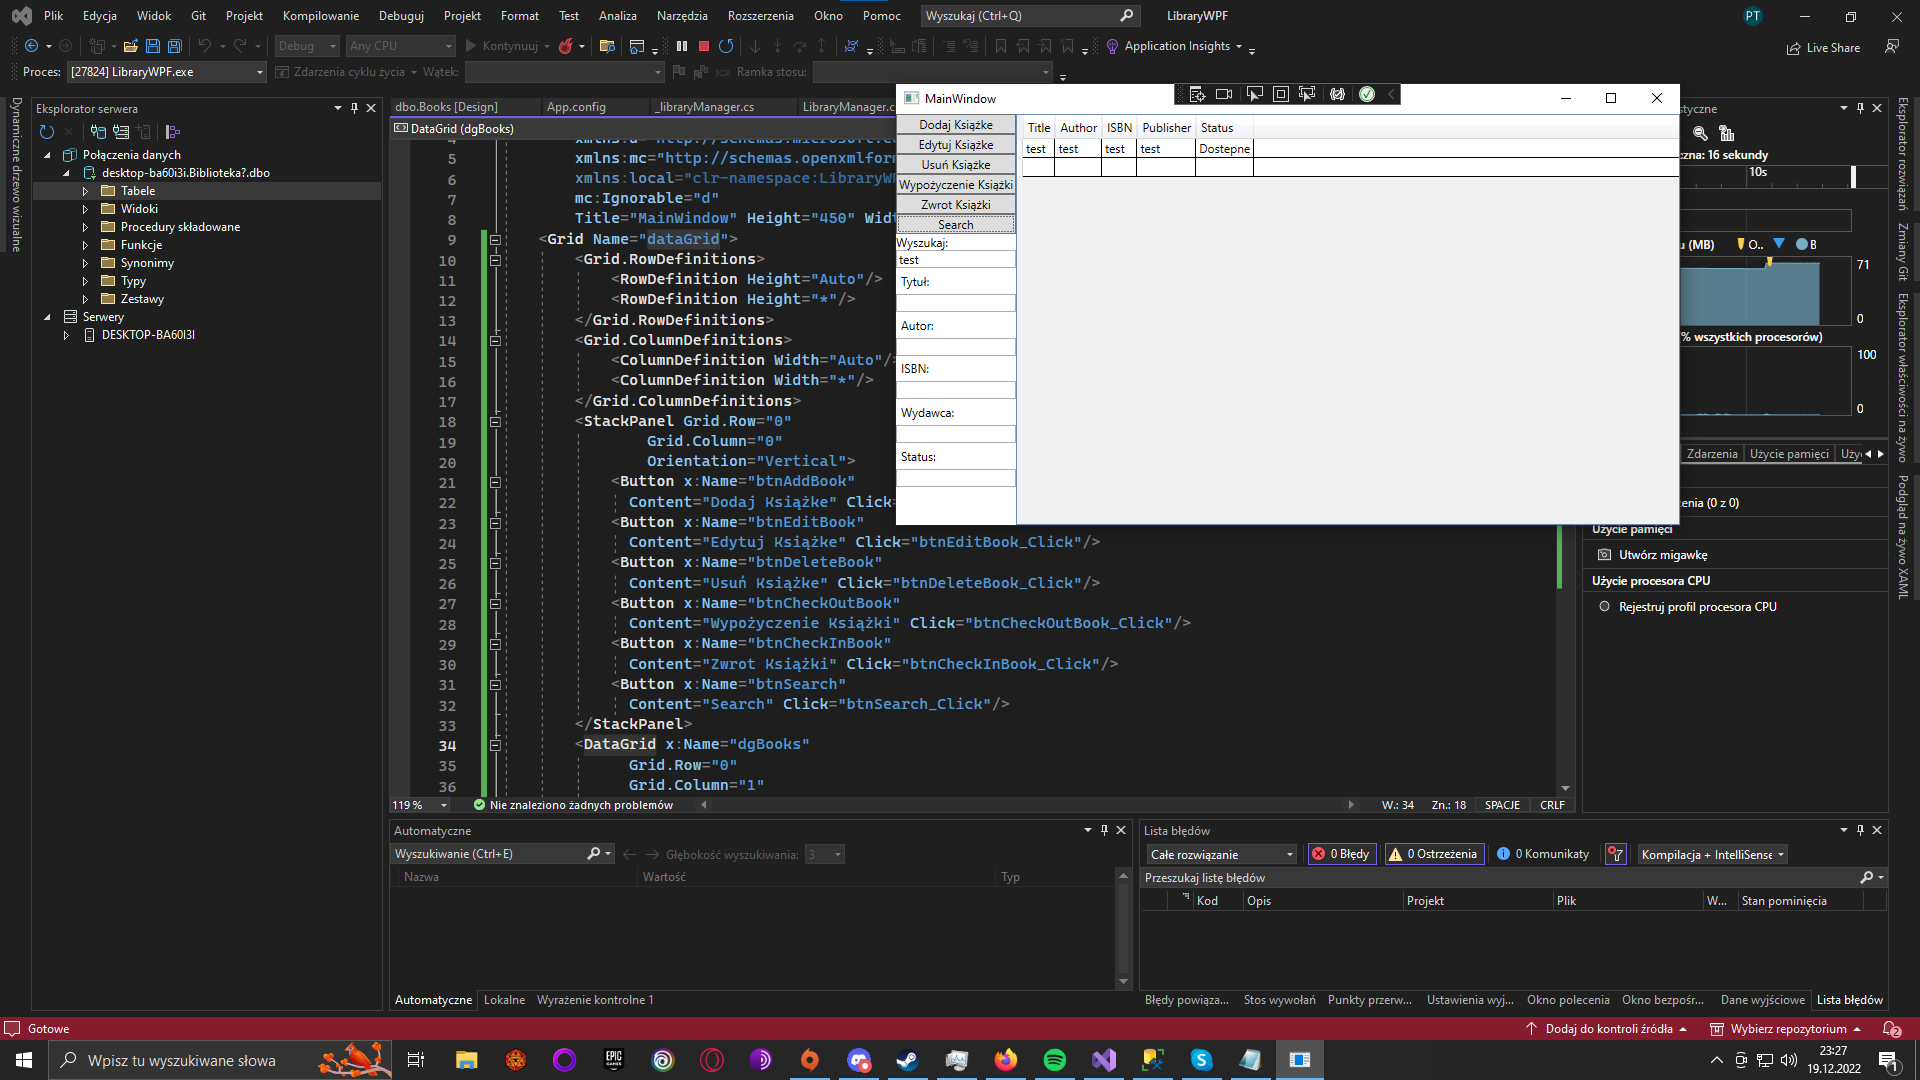 Plik Edycja Widok Git Projekt Kompilowanie Debuguj Projekt Format Test Analiza Narzędzia Rozszerzenia Okno Pomoc Wyszukaj (Ctrl+Q) LibraryWPF PT
Debug Any CPU Kontynuuj Application Insights Live Share
Proces: [27824] LibraryWPF.exe Zdarzenia cyklu życia Wątek: Ramka stosu:
Dynamiczne drzewo wizualne
Eksplorator serwera
Połączenia danych
desktop-ba60i3i.Biblioteka?.dbo
Tabele
Widoki
Procedury składowane
Funkcje
Synonimy
Typy
Zestawy
Serwery
DESKTOP-BA60I3I
dbo.Books [Design] App.config _libraryManager.cs LibraryManager.c
DataGrid (dgBooks)
5 xmlns:mc="http://schemas.openxmlfor
6 xmlns:local="clr-namespace:LibraryW
7 mc:Ignorable="d"
8 Title="MainWindow" Height="450" Widt
9 <Grid Name="dataGrid">
10 <Grid.RowDefinitions>
11 <RowDefinition Height="Auto"/>
12 <RowDefinition Height="*"/>
13 </Grid.RowDefinitions>
14 <Grid.ColumnDefinitions>
15 <ColumnDefinition Width="Auto"/
16 <ColumnDefinition Width="*"/>
17 </Grid.ColumnDefinitions>
18 <StackPanel Grid.Row="0"
19 Grid.Column="0"
20 Orientation="Vertical">
21 <Button x:Name="btnAddBook"
22 Content="Dodaj Książke" Click
23 <Button x:Name="btnEditBook"
24 Content="Edytuj Książke" Click="btnEditBook_Click"/>
25 <Button x:Name="btnDeleteBook"
26 Content="Usuń Książke" Click="btnDeleteBook_Click"/>
27 <Button x:Name="btnCheckOutBook"
28 Content="Wypożyczenie Książki" Click="btnCheckOutBook_Click"/>
29 <Button x:Name="btnCheckInBook"
30 Content="Zwrot Książki" Click="btnCheckInBook_Click"/>
31 <Button x:Name="btnSearch"
32 Content="Search" Click="btnSearch_Click"/>
33 </StackPanel>
34 <DataGrid x:Name="dgBooks"
35 Grid.Row="0"
36 Grid.Column="1"
119 % Nie znaleziono żadnych problemów W.: 34 Zn.: 18 SPACJE CRLF
MainWindow
Dodaj Książke
Edytuj Książke
Usuń Książke
Wypożyczenie Książki
Zwrot Książki
Search
Wyszukaj:
test
Tytuł:
Autor:
ISBN:
Wydawca:
Status:
Title Author ISBN Publisher Status
test test test test Dostepne
styczne
czna: 16 sekundy
10s
u (MB) O.. B
71
0
% wszystkich procesorów)
100
0
Zdarzenia Użycie pamięci Uży
enia (0 z 0)
Użycie pamięci
Utwórz migawkę
Użycie procesora CPU
Rejestruj profil procesora CPU
Eksplorator rozwiązań
Zmiany Git
Eksplorator właściwości na żywo
Podgląd na żywo XAML
Automatyczne
Wyszukiwanie (Ctrl+E) Głębokość wyszukiwania: 3
Nazwa Wartość Typ
Automatyczne Lokalne Wyrażenie kontrolne 1
Lista błędów
Całe rozwiązanie 0 Błędy 0 Ostrzeżenia 0 Komunikaty Kompilacja + IntelliSense
Przeszukaj listę błędów
Kod Opis Projekt Plik W... Stan pominięcia
Błędy powiąza... Stos wywołań Punkty przerw... Ustawienia wyj... Okno polecenia Okno bezpośr... Dane wyjściowe Lista błędów
Gotowe Dodaj do kontroli źródła Wybierz repozytorium 2
Wpisz tu wyszukiwane słowa
EPIC GAMES
23:27
19.12.2022
1